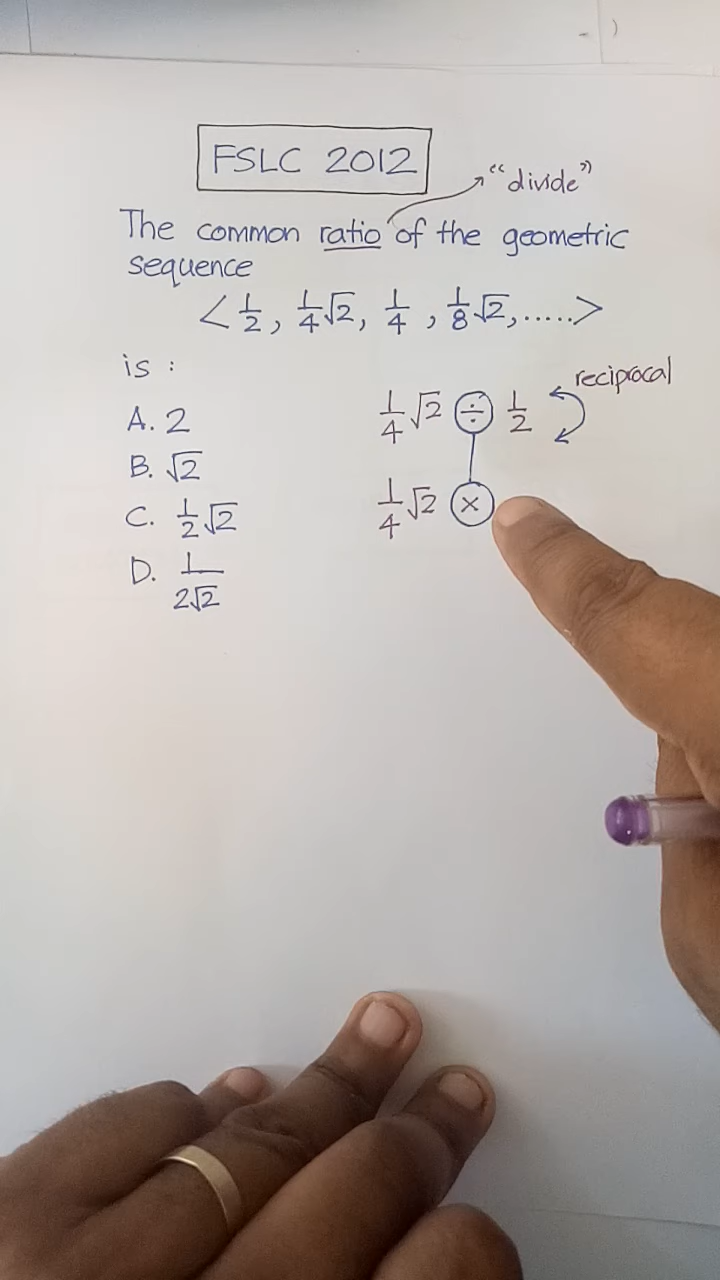 FSLC 2012
"divide"
The common ratio of the geometric
sequence
< 1/2, 1/4√2, 1/4, 1/8√2, ..... >
is :
reciprocal
A. 2
1/4√2 ÷ 1/2
B. √2
1/4√2 ×
C. 1/2√2
D. 1/2√2